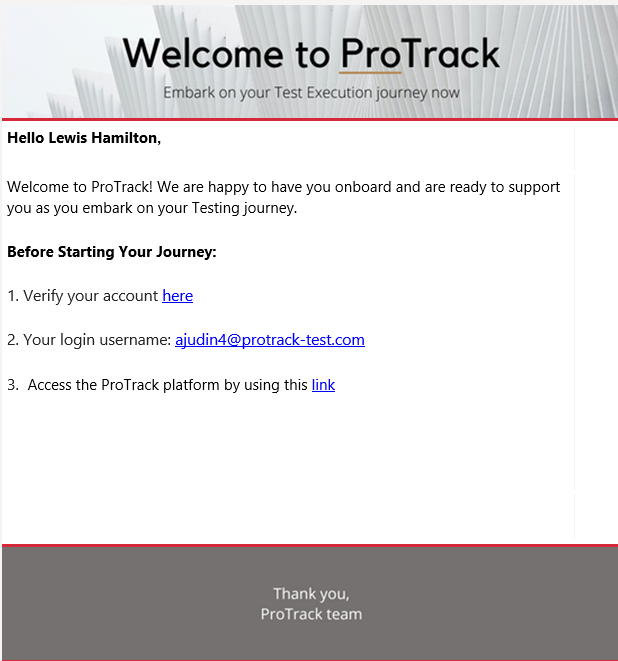 Welcome to ProTrack
Embark on your Test Execution journey now
Hello Lewis Hamilton,
Welcome to ProTrack! We are happy to have you onboard and are ready to support
you as you embark on your Testing journey.
Before Starting Your Journey:
1. Verify your account here
2. Your login username: ajudin4@protrack-test.com
3. Access the ProTrack platform by using this link
Thank you,
ProTrack team